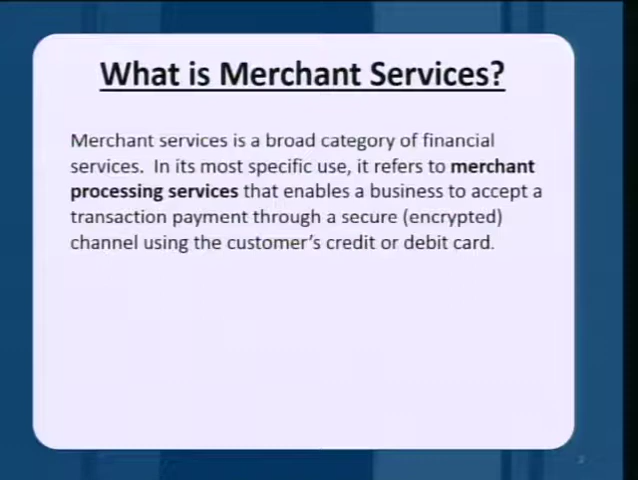 What is Merchant Services?
Merchant services is a broad category of financial
services.  In its most specific use, it refers to merchant
processing services that enables a business to accept a
transaction payment through a secure (encrypted)
channel using the customer's credit or debit card.